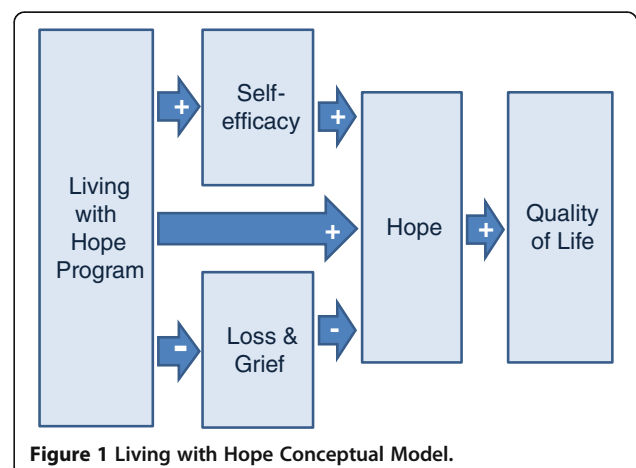 Living
with
Hope
Program
+
Self-
efficacy
+
+
-
Loss &
Grief
-
Hope
+
Quality
of Life
Figure 1 Living with Hope Conceptual Model.